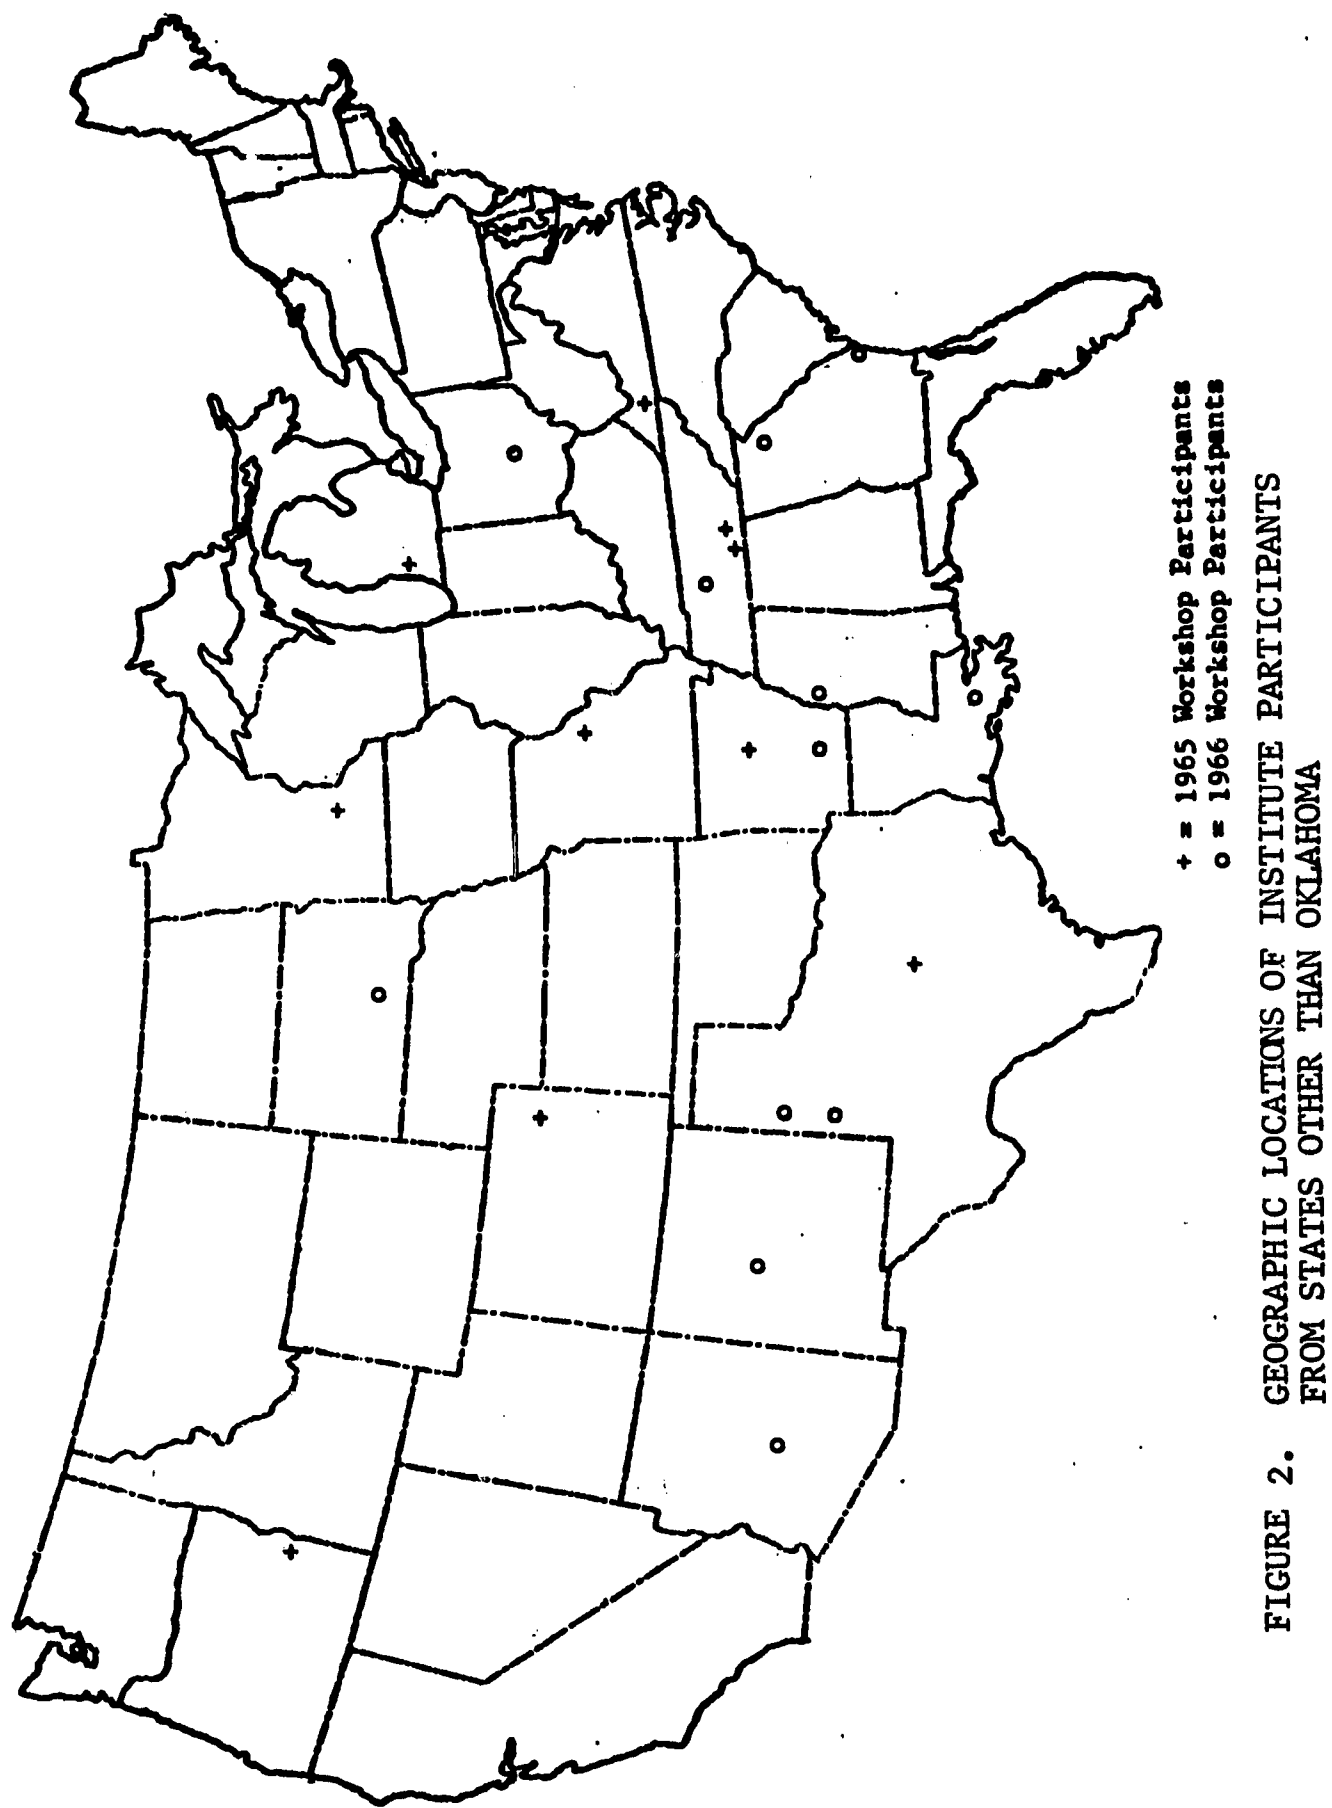 + = 1965 Workshop Participants
o = 1966 Workshop Participants
FIGURE 2. GEOGRAPHIC LOCATIONS OF INSTITUTE PARTICIPANTS
FROM STATES OTHER THAN OKLAHOMA